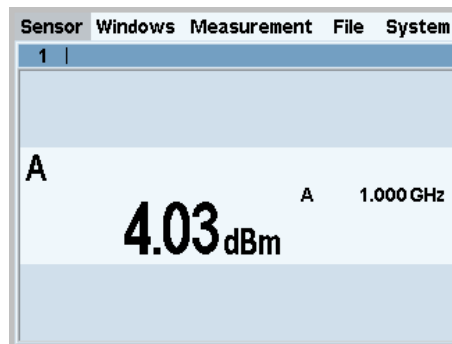 Sensor Windows Measurement File System
1
A
A 1.000 GHz
4.03 dBm